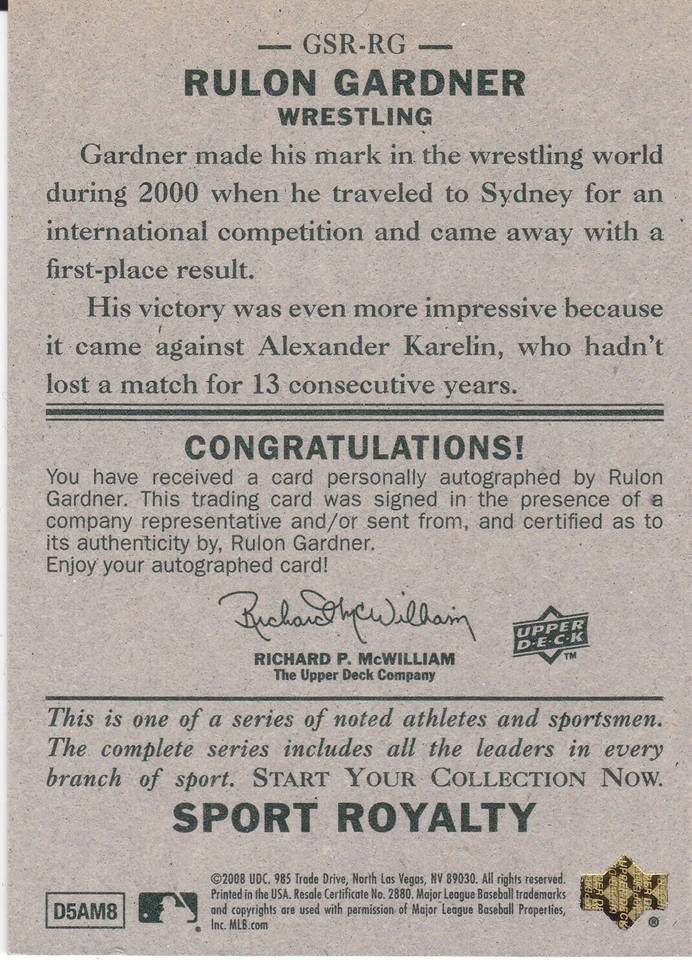 — GSR-RG —
RULON GARDNER
WRESTLING
Gardner made his mark in the wrestling world
during 2000 when he traveled to Sydney for an
international competition and came away with a
first-place result.
His victory was even more impressive because
it came against Alexander Karelin, who hadn't
lost a match for 13 consecutive years.
CONGRATULATIONS!
You have received a card personally autographed by Rulon
Gardner. This trading card was signed in the presence of a
company representative and/or sent from, and certified as to
its authenticity by, Rulon Gardner.
Enjoy your autographed card!
Richard McWilliam
UPPER
D·E·C·K
TM
RICHARD P. McWILLIAM
The Upper Deck Company
This is one of a series of noted athletes and sportsmen.
The complete series includes all the leaders in every
branch of sport. START YOUR COLLECTION NOW.
SPORT ROYALTY
©2008 UDC. 985 Trade Drive, North Las Vegas, NV 89030. All rights reserved.
Printed in the USA. Resale Certificate No. 2880. Major League Baseball trademarks
and copyrights are used with permission of Major League Baseball Properties,
Inc. MLB.com
D5AM8
®
®